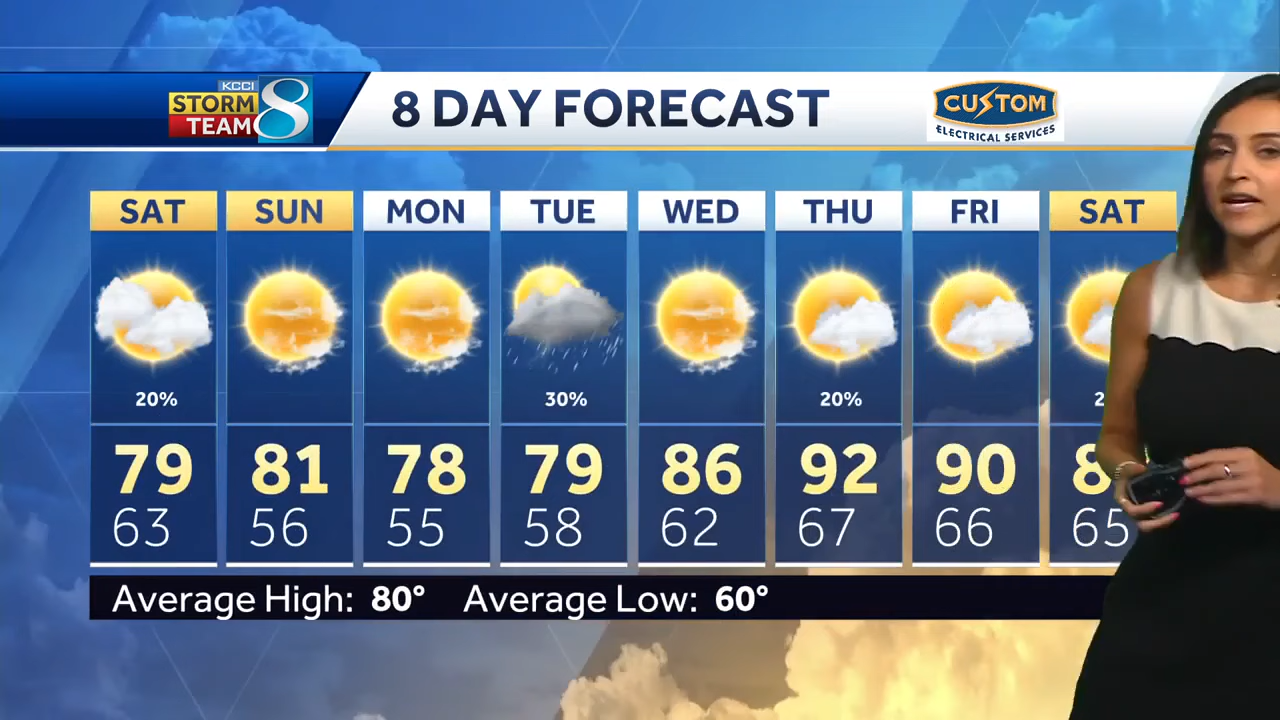 KCCI
STORM
TEAM 8
8 DAY FORECAST
CUSTOM
ELECTRICAL SERVICES
SAT SUN MON TUE WED THU FRI SAT
20% 30% 20%
79 81 78 79 86 92 90
63 56 55 58 62 67 66 65
Average High: 80° Average Low: 60°